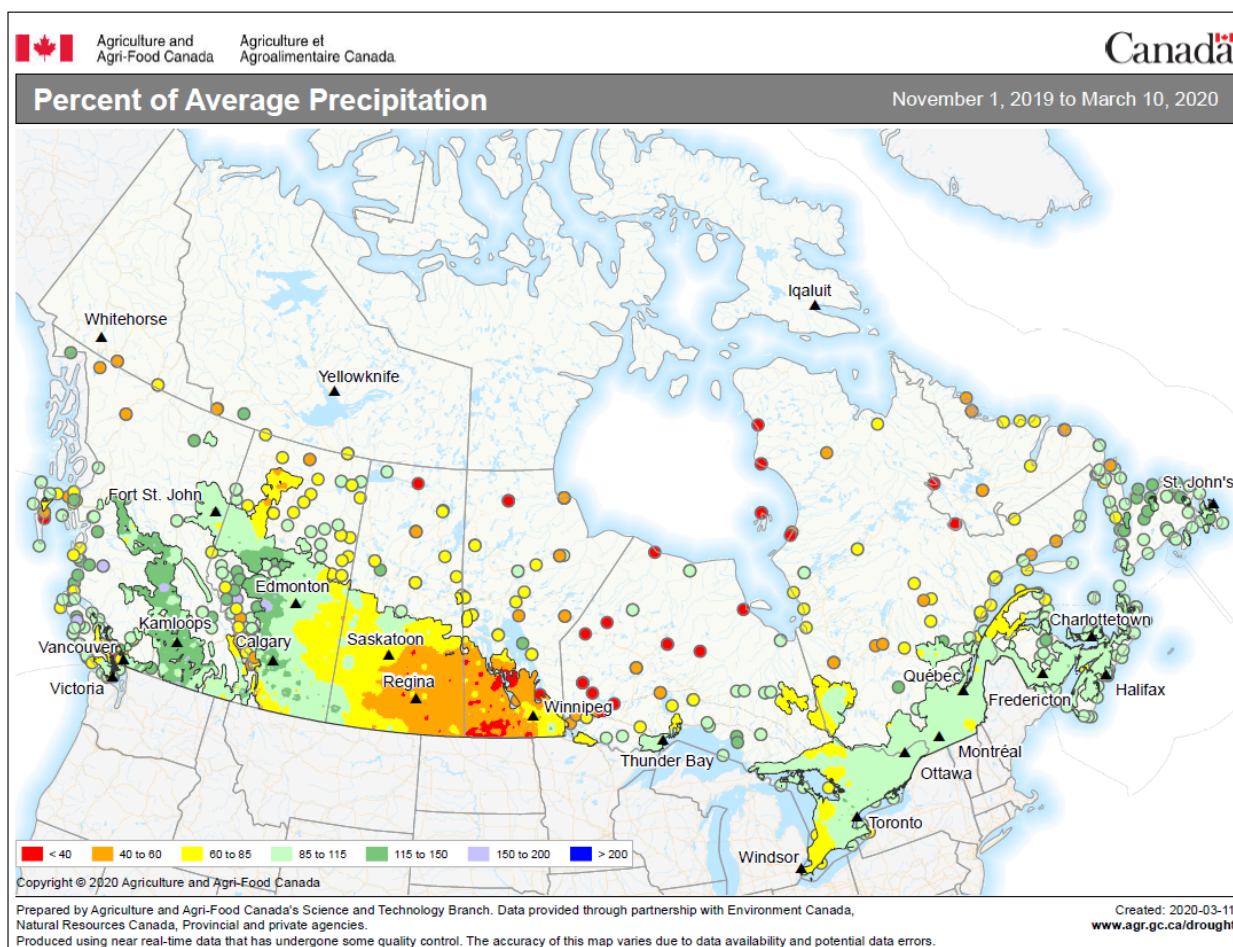 Agriculture and Agriculture et
Agri-Food Canada Agroalimentaire Canada
Canada
Percent of Average Precipitation
November 1, 2019 to March 10, 2020
Iqaluit
Whitehorse
Yellowknife
St. John's
Fort St. John
Edmonton
Charlottetown
Kamloops
Saskatoon
Calgary
Vancouver
Québec
Regina
Victoria
Halifax
Fredericton
Winnipeg
Montréal
Thunder Bay
Ottawa
Toronto
Windsor
< 40 40 to 60 60 to 85 85 to 115 115 to 150 150 to 200 > 200
Copyright © 2020 Agriculture and Agri-Food Canada
Prepared by Agriculture and Agri-Food Canada's Science and Technology Branch. Data provided through partnership with Environment Canada,
Natural Resources Canada, Provincial and private agencies.
Produced using near real-time data that has undergone some quality control. The accuracy of this map varies due to data availability and potential data errors.
Created: 2020-03-11
www.agr.gc.ca/drought